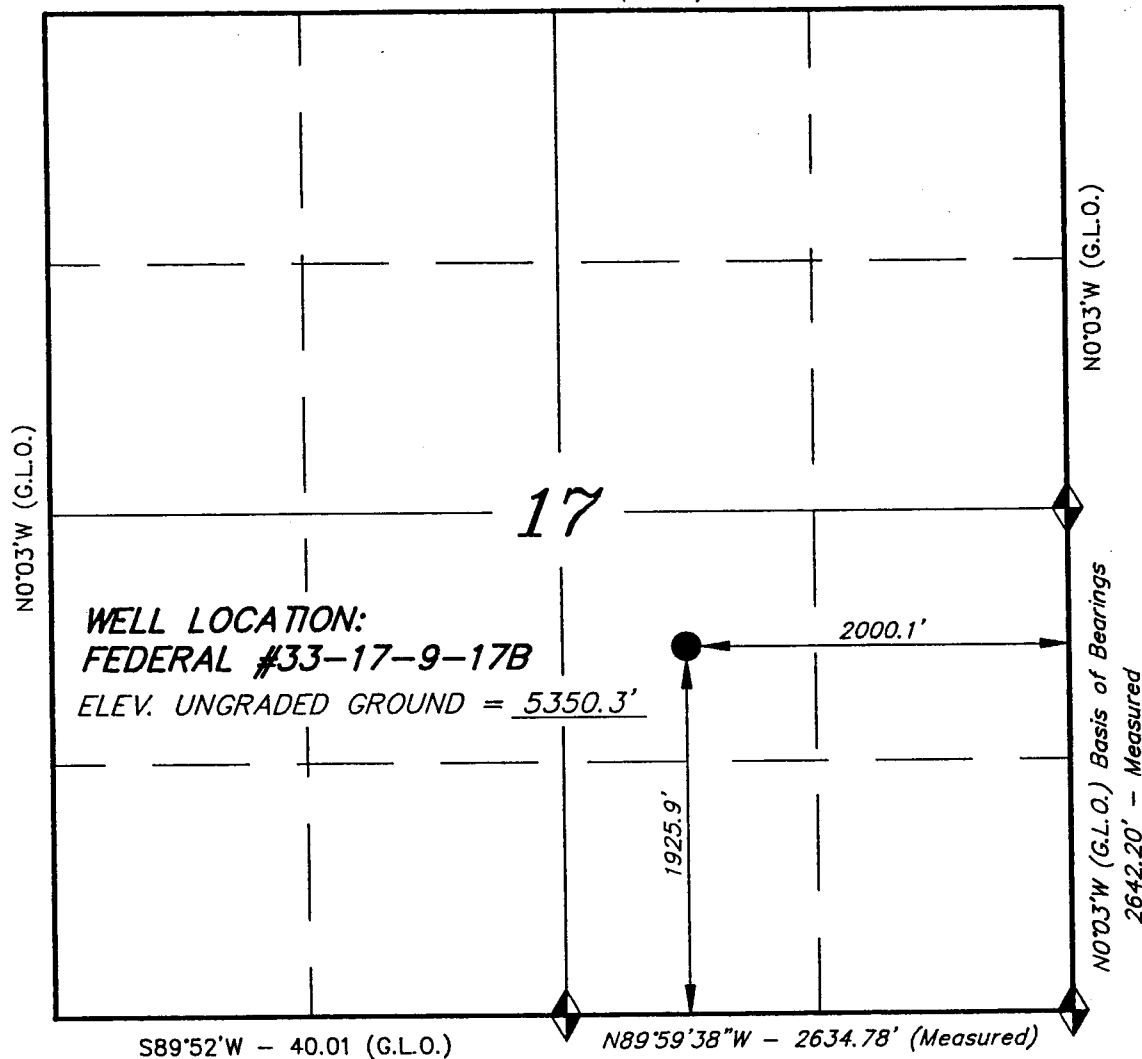 N0°03'W (G.L.O.)
N0°03'W (G.L.O.)
17
WELL LOCATION:
FEDERAL #33-17-9-17B
ELEV. UNGRADED GROUND = 5350.3'
2000.1'
1925.9'
N0°03'W (G.L.O.) Basis of Bearings
2642.20' - Measured
S89°52'W - 40.01 (G.L.O.)
N89°59'38"W - 2634.78' (Measured)